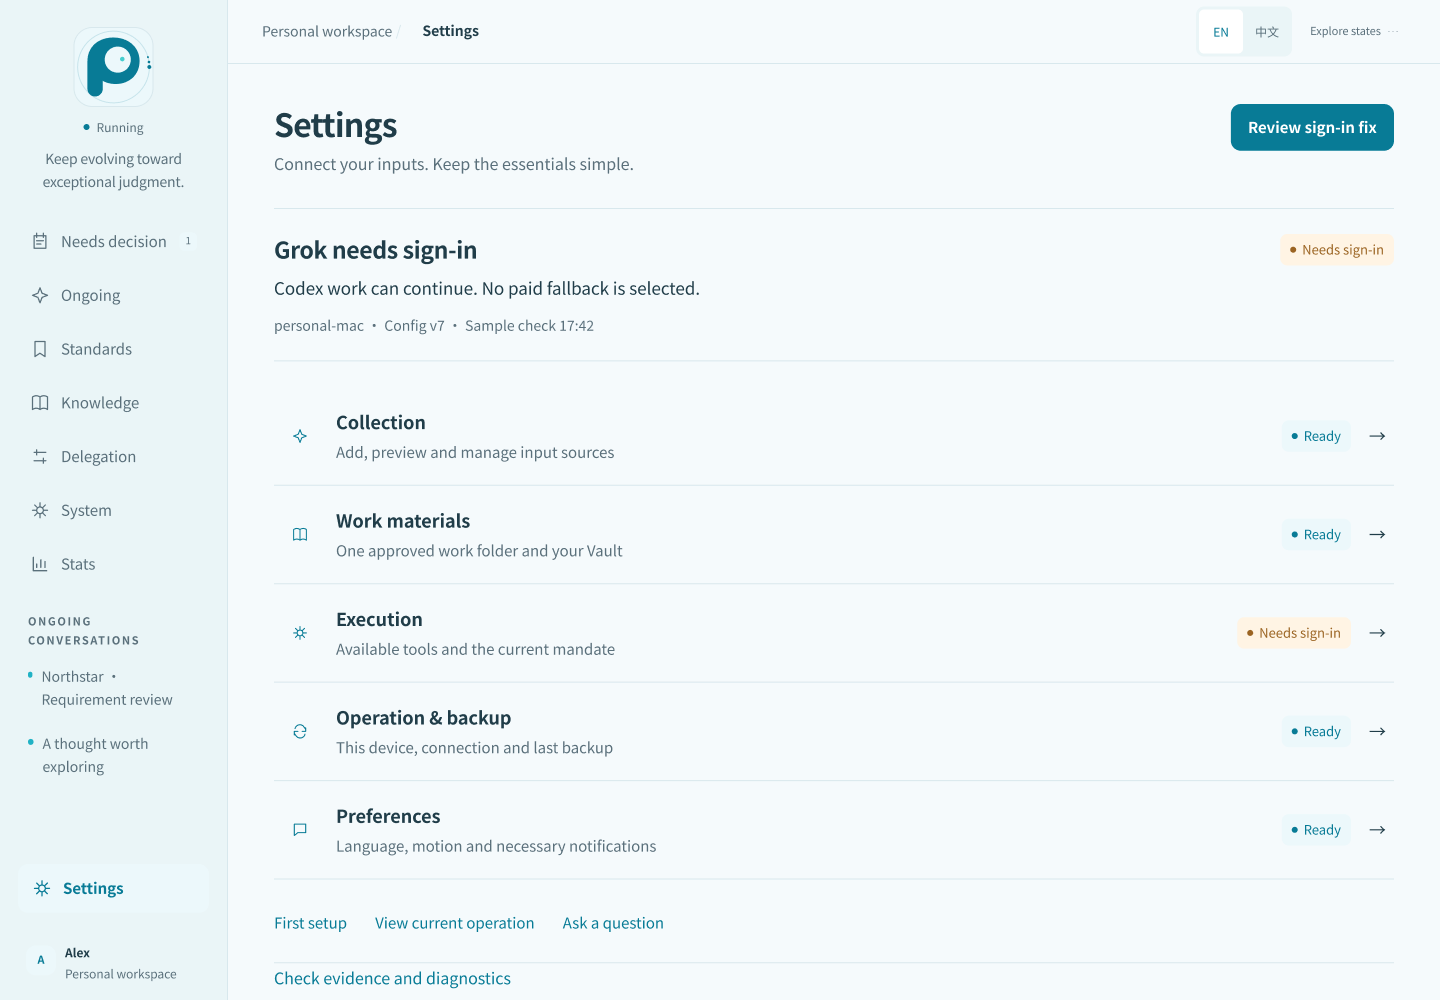 Running
Keep evolving toward
exceptional judgment.
Needs decision 1
Ongoing
Standards
Knowledge
Delegation
System
Stats
ONGOING
CONVERSATIONS
Northstar •
Requirement review
A thought worth
exploring
Settings
A
Alex
Personal workspace
Personal workspace / Settings
EN 中文
Explore states ···
Settings
Connect your inputs. Keep the essentials simple.
Review sign-in fix
Grok needs sign-in
Needs sign-in
Codex work can continue. No paid fallback is selected.
personal-mac • Config v7 • Sample check 17:42
Collection
Add, preview and manage input sources
Ready →
Work materials
One approved work folder and your Vault
Ready →
Execution
Available tools and the current mandate
Needs sign-in →
Operation & backup
This device, connection and last backup
Ready →
Preferences
Language, motion and necessary notifications
Ready →
First setup View current operation Ask a question
Check evidence and diagnostics